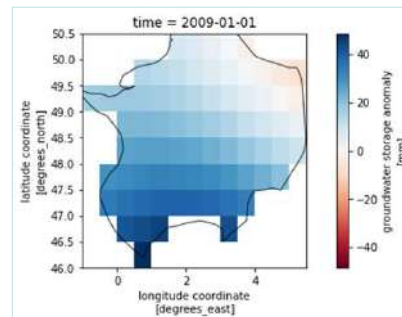 time = 2009-01-01
50.5
50.0
49.5
49.0
48.5
48.0
47.5
47.0
46.5
46.0
latitude coordinate
[degrees_north]
0
2
4
longitude coordinate
[degrees_east]
40
20
0
−20
−40
groundwater storage anomaly
[mm]